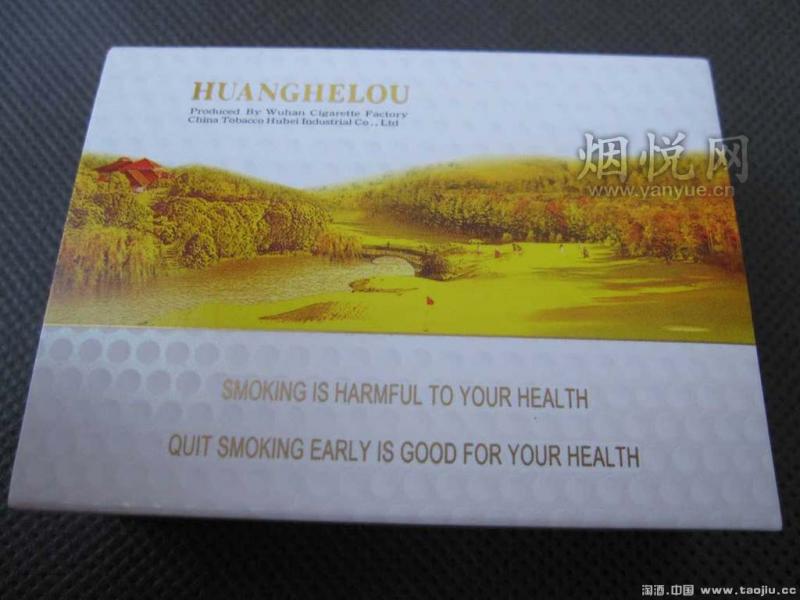 HUANGHELOU
Produced By Wuhan Cigarette Factory
China Tobacco Hubei Industrial Co., Ltd
烟悦网
www.yanyue.cn
SMOKING IS HARMFUL TO YOUR HEALTH
QUIT SMOKING EARLY IS GOOD FOR YOUR HEALTH
淘酒.中国 www.taojiu.cc